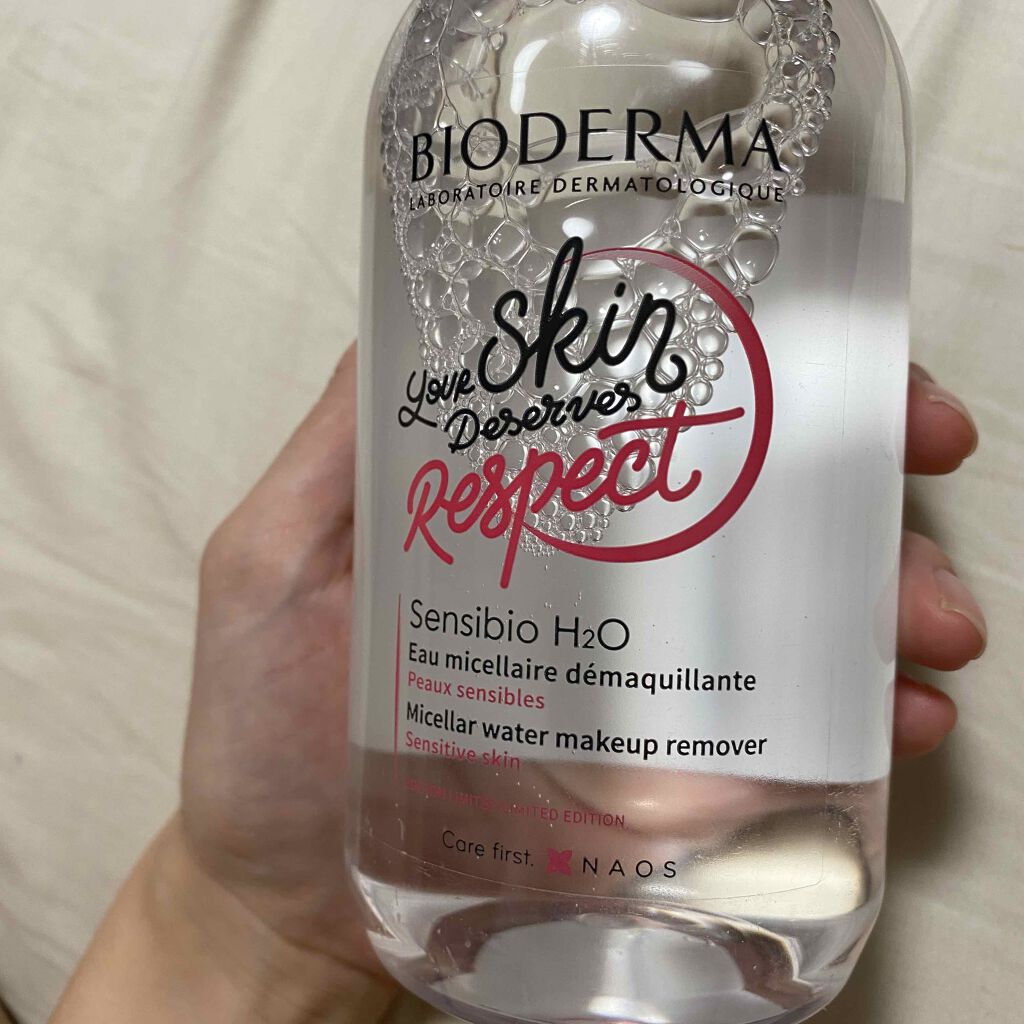 BIODERMA
LABORATOIRE DERMATOLOGIQUE
Your Skin
Deserves
Respect
Sensibio H₂O
Eau micellaire démaquillante
Peaux sensibles
Micellar water makeup remover
Sensitive skin
LIMITED EDITION
Care first. NAOS